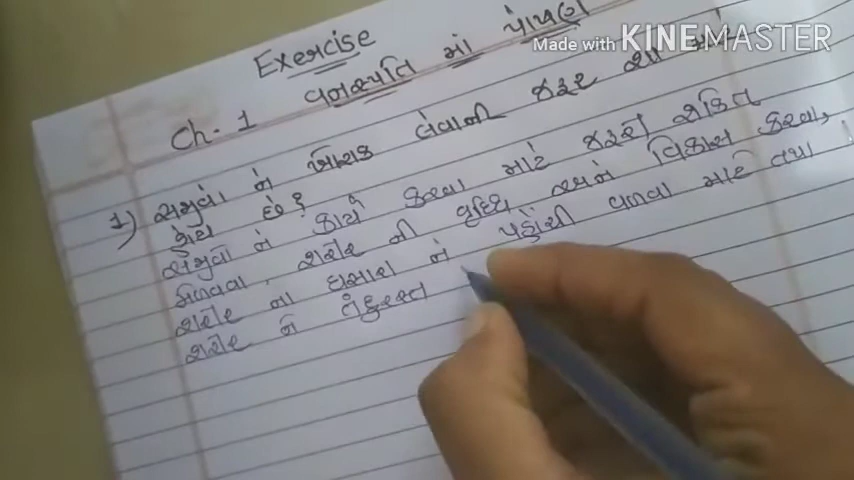 Made with KINEMASTER
Exercise
Ch. 1 વનસ્પતિ માં પોષણ
1) સજીવો ને ખોરાક લેવાની જરૂર શા માટે
હોય છે?
સજીવો ને કાર્ય કરવા માટે જરૂરી શક્તિ
મેળવવા, શરીર ની વૃધ્ધિ અને વિકાસ કરવા,
શરીર ના ઘસારા ને પહોંચી વળવા માટે તથા
શરીર ને તંદુરસ્ત